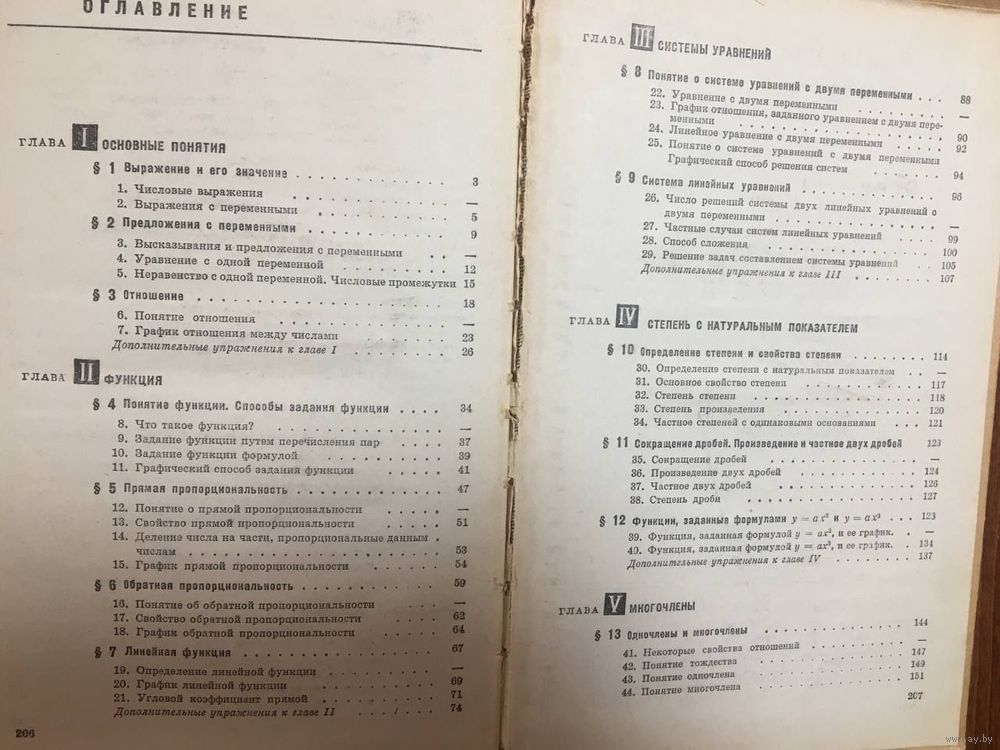 ОГЛАВЛЕНИЕ
ГЛАВА I ОСНОВНЫЕ ПОНЯТИЯ
§ 1 Выражение и его значение . . . . . . . . . . . . 3
1. Числовые выражения . . . . . . . . . . . . —
2. Выражения с переменными . . . . . . . . . 5
§ 2 Предложения с переменными . . . . . . . . . . 9
3. Высказывания и предложения с переменными . . —
4. Уравнение с одной переменной . . . . . . . . 12
5. Неравенство с одной переменной. Числовые промежутки 15
§ 3 Отношение . . . . . . . . . . . . . . . . . 18
6. Понятие отношения . . . . . . . . . . . . —
7. График отношения между числами . . . . . . . 23
Дополнительные упражнения к главе I . . . . . . . 26
ГЛАВА II ФУНКЦИЯ
§ 4 Понятие функции. Способы задания функции . . . . 34
8. Что такое функция? . . . . . . . . . . . . —
9. Задание функции путем перечисления пар . . . . 37
10. Задание функции формулой . . . . . . . . . 39
11. Графический способ задания функции . . . . . 41
§ 5 Прямая пропорциональность . . . . . . . . . . 47
12. Понятие о прямой пропорциональности . . . . . —
13. Свойство прямой пропорциональности . . . . . 51
14. Деление числа на части, пропорциональные данным .
числам . . . . . . . . . . . . . . . . 53
15. График прямой пропорциональности . . . . . . 54
§ 6 Обратная пропорциональность . . . . . . . . . 59
16. Понятие об обратной пропорциональности . . . . —
17. Свойство обратной пропорциональности . . . . 62
18. График обратной пропорциональности . . . . . 64
§ 7 Линейная функция . . . . . . . . . . . . . . 67
19. Определение линейной функции . . . . . . . —
20. График линейной функции . . . . . . . . . 69
21. Угловой коэффициент прямой . . . . . . . . 71
Дополнительные упражнения к главе II . . . . . . 74
206
ГЛАВА III СИСТЕМЫ УРАВНЕНИЙ
§ 8 Понятие о системе уравнений с двумя переменными . . . 88
22. Уравнение с двумя переменными . . . . . . . —
23. График отношения, заданного уравнением с двумя пере-
менными . . . . . . . . . . . . . . . 90
24. Линейное уравнение с двумя переменными . . . . . 92
25. Понятие о системе уравнений с двумя переменными
Графический способ решения систем . . . . . . 94
§ 9 Система линейных уравнений . . . . . . . . . . 96
26. Число решений системы двух линейных уравнений с
двумя переменными . . . . . . . . . . . . —
27. Частные случаи систем линейных уравнений . . . . 99
28. Способ сложения . . . . . . . . . . . . . 100
29. Решение задач составлением системы уравнений . . 105
Дополнительные упражнения к главе III . . . . . . . 107
ГЛАВА IV СТЕПЕНЬ С НАТУРАЛЬНЫМ ПОКАЗАТЕЛЕМ
§ 10 Определение степени и свойства степени . . . . . . . . 114
30. Определение степени с натуральным показателем . . —
31. Основное свойство степени . . . . . . . . . 117
32. Степень степени . . . . . . . . . . . . . 118
33. Степень произведения . . . . . . . . . . . 120
34. Частное степеней с одинаковыми основаниями . . . 121
§ 11 Сокращение дробей. Произведение и частное двух дробей 123
35. Сокращение дробей . . . . . . . . . . . . —
36. Произведение двух дробей . . . . . . . . . 124
37. Частное двух дробей . . . . . . . . . . . 126
38. Степень дроби . . . . . . . . . . . . . . 127
§ 12 Функции, заданные формулами y = ax² и y = ax³ . . . 123
39. Функция, заданная формулой y = ax², и ее график. . —
40. Функция, заданная формулой y = ax³, и ее график. . 134
Дополнительные упражнения к главе IV . . . . . . . 137
ГЛАВА V МНОГОЧЛЕНЫ
§ 13 Одночлены и многочлены . . . . . . . . . . . 144
41. Некоторые свойства отношений . . . . . . . . —
42. Понятие тождества . . . . . . . . . . . . 147
43. Понятие одночлена . . . . . . . . . . . . 149
44. Понятие многочлена . . . . . . . . . . . . 151
207
www.ay.by